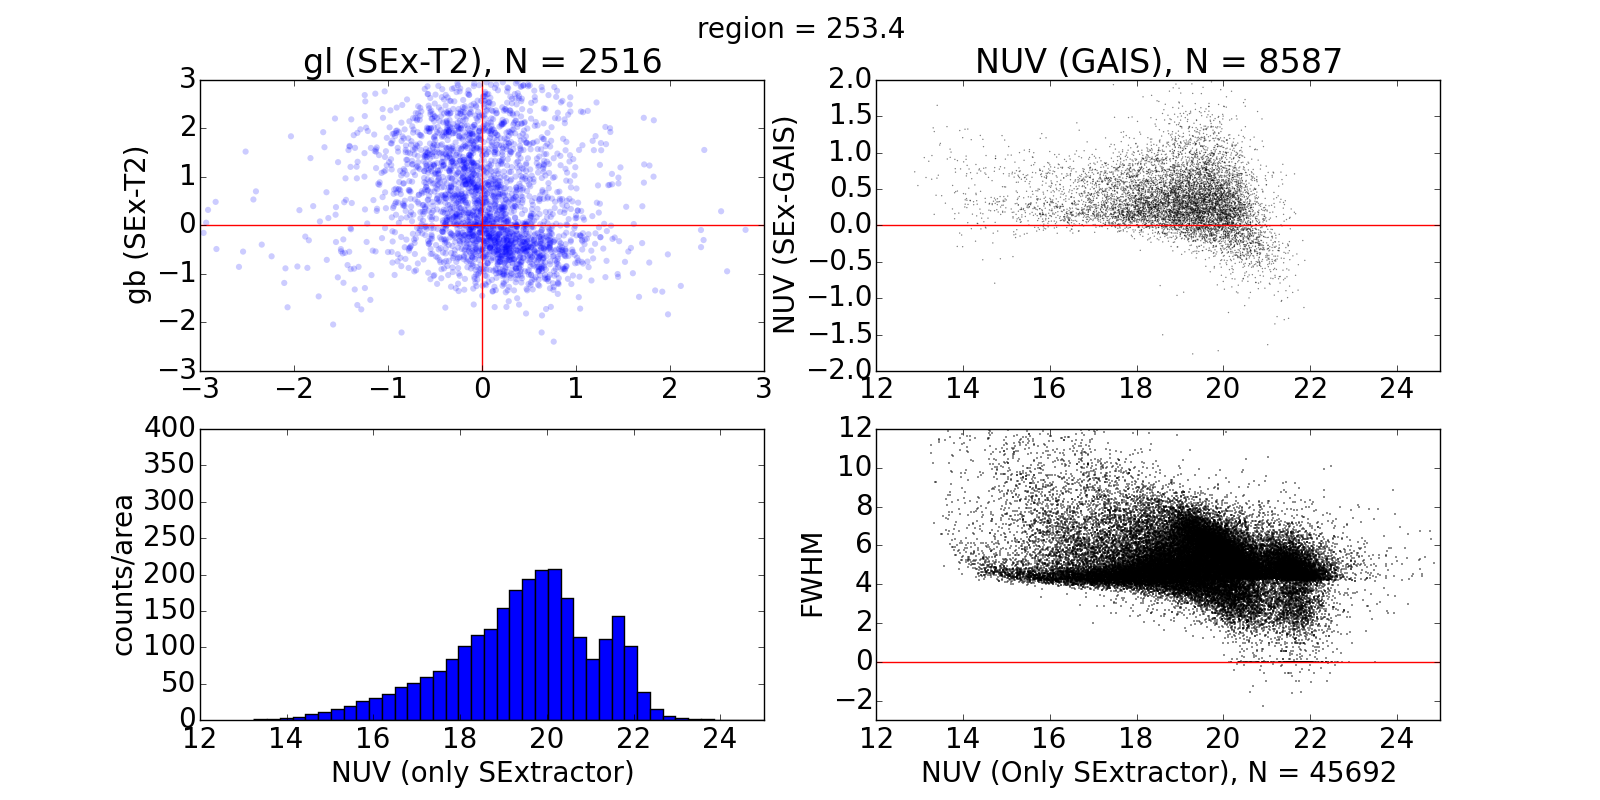 region = 253.4
gl (SEx-T2), N = 2516
NUV (GAIS), N = 8587
3
2
1
0
−1
−2
−3
gb (SEx-T2)
−3 −2 −1 0 1 2 3
2.0
1.5
1.0
0.5
0.0
−0.5
−1.0
−1.5
−2.0
NUV (SEx-GAIS)
12 14 16 18 20 22 24
400
350
300
250
200
150
100
50
0
counts/area
12 14 16 18 20 22 24
NUV (only SExtractor)
12
10
8
6
4
2
0
−2
FWHM
12 14 16 18 20 22 24
NUV (Only SExtractor), N = 45692